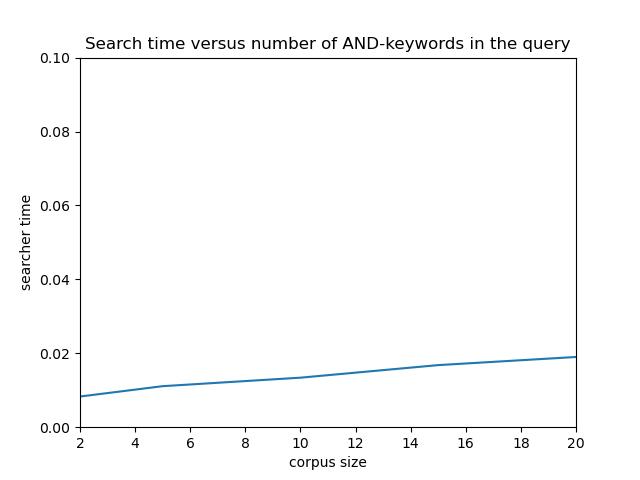 Search time versus number of AND-keywords in the query
0.10
0.08
0.06
0.04
0.02
0.00
searcher time
2 4 6 8 10 12 14 16 18 20
corpus size